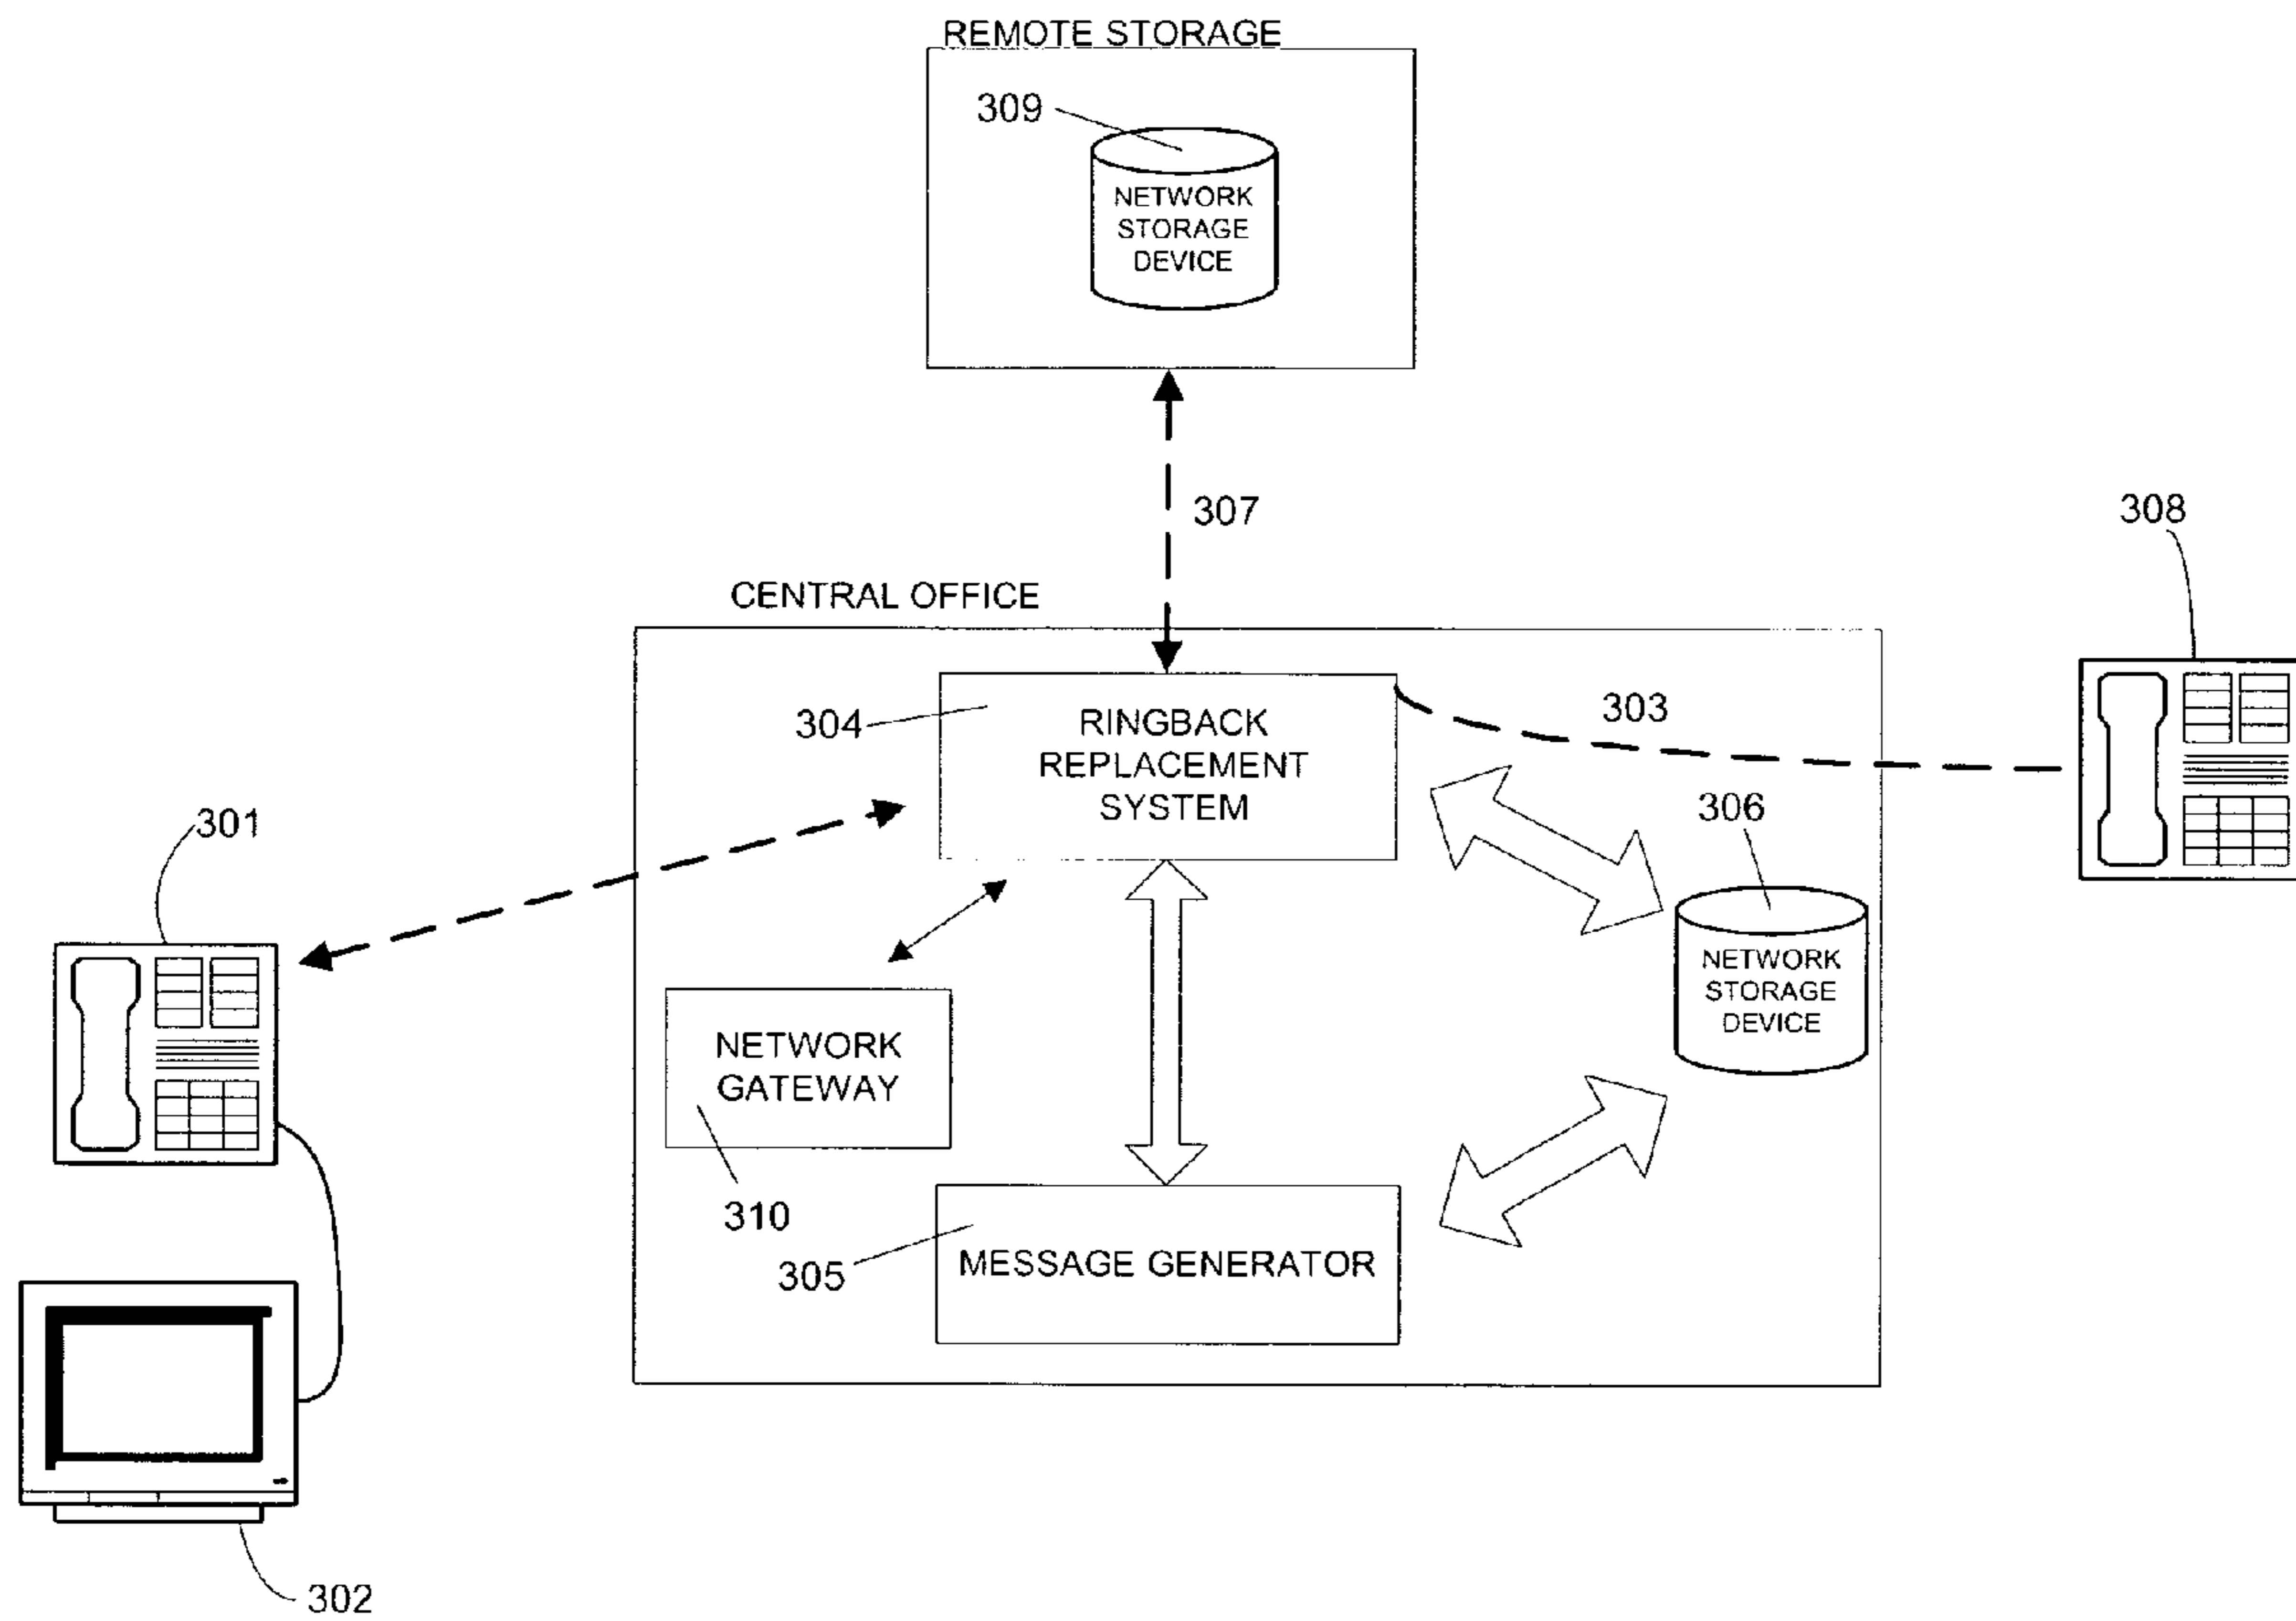 REMOTE STORAGE
309
NETWORK
STORAGE
DEVICE
307
308
CENTRAL OFFICE
304
RINGBACK
REPLACEMENT
SYSTEM
303
306
301
NETWORK
STORAGE
DEVICE
NETWORK
GATEWAY
310
305
MESSAGE GENERATOR
302